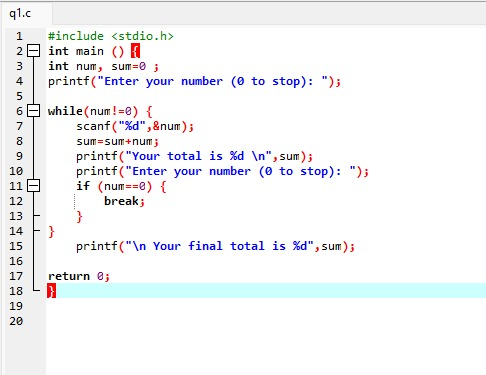 q1.c
1 #include <stdio.h>
2 int main () {
3 int num, sum=0 ;
4 printf("Enter your number (0 to stop): ");
5
6 while(num!=0) {
7 scanf("%d",&num);
8 sum=sum+num;
9 printf("Your total is %d \n",sum);
10 printf("Enter your number (0 to stop): ");
11 if (num==0) {
12 break;
13 }
14 }
15 printf("\n Your final total is %d",sum);
16
17 return 0;
18 }
19
20